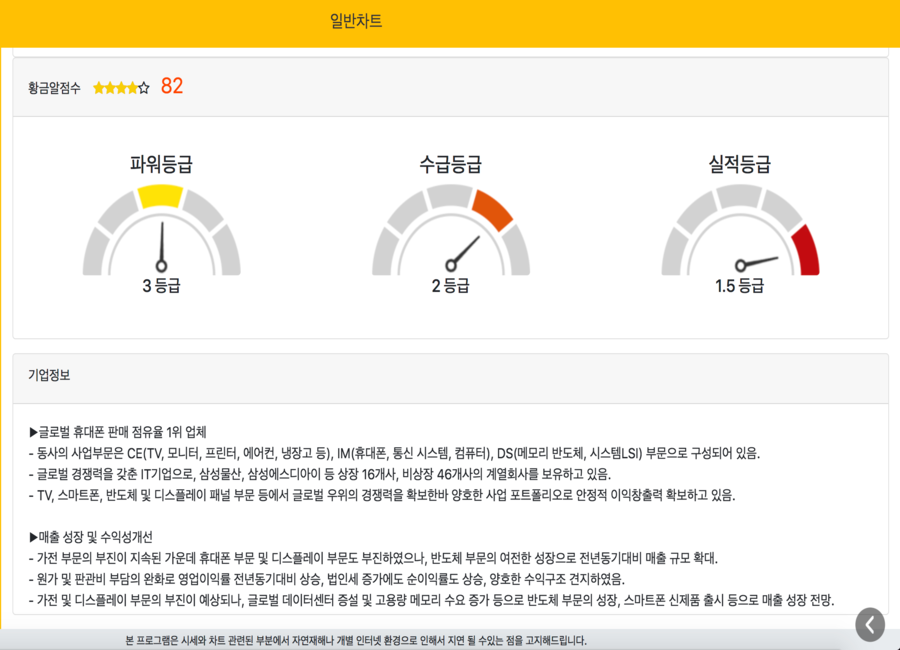 일반차트
황금알점수 ★★★★☆ 82
파워등급 수급등급 실적등급
3 등급 2 등급 1.5 등급
기업정보
▶글로벌 휴대폰 판매 점유율 1위 업체
- 동사의 사업부문은 CE(TV, 모니터, 프린터, 에어컨, 냉장고 등), IM(휴대폰, 통신 시스템, 컴퓨터), DS(메모리 반도체, 시스템LSI) 부문으로 구성되어 있음.
- 글로벌 경쟁력을 갖춘 IT기업으로, 삼성물산, 삼성에스디아이 등 상장 16개사, 비상장 46개사의 계열회사를 보유하고 있음.
- TV, 스마트폰, 반도체 및 디스플레이 패널 부문 등에서 글로벌 우위의 경쟁력을 확보한바 양호한 사업 포트폴리오로 안정적 이익창출력 확보하고 있음.
▶매출 성장 및 수익성개선
- 가전 부문의 부진이 지속된 가운데 휴대폰 부문 및 디스플레이 부문도 부진하였으나, 반도체 부문의 여전한 성장으로 전년동기대비 매출 규모 확대.
- 원가 및 판관비 부담의 완화로 영업이익률 전년동기대비 상승, 법인세 증가에도 순이익률도 상승, 양호한 수익구조 견지하였음.
- 가전 및 디스플레이 부문의 부진이 예상되나, 글로벌 데이터센터 증설 및 고용량 메모리 수요 증가 등으로 반도체 부문의 성장, 스마트폰 신제품 출시 등으로 매출 성장 전망.
본 프로그램은 시세와 차트 관련된 부분에서 자연재해나 개별 인터넷 환경으로 인해서 지연 될 수있는 점을 고지해드립니다.